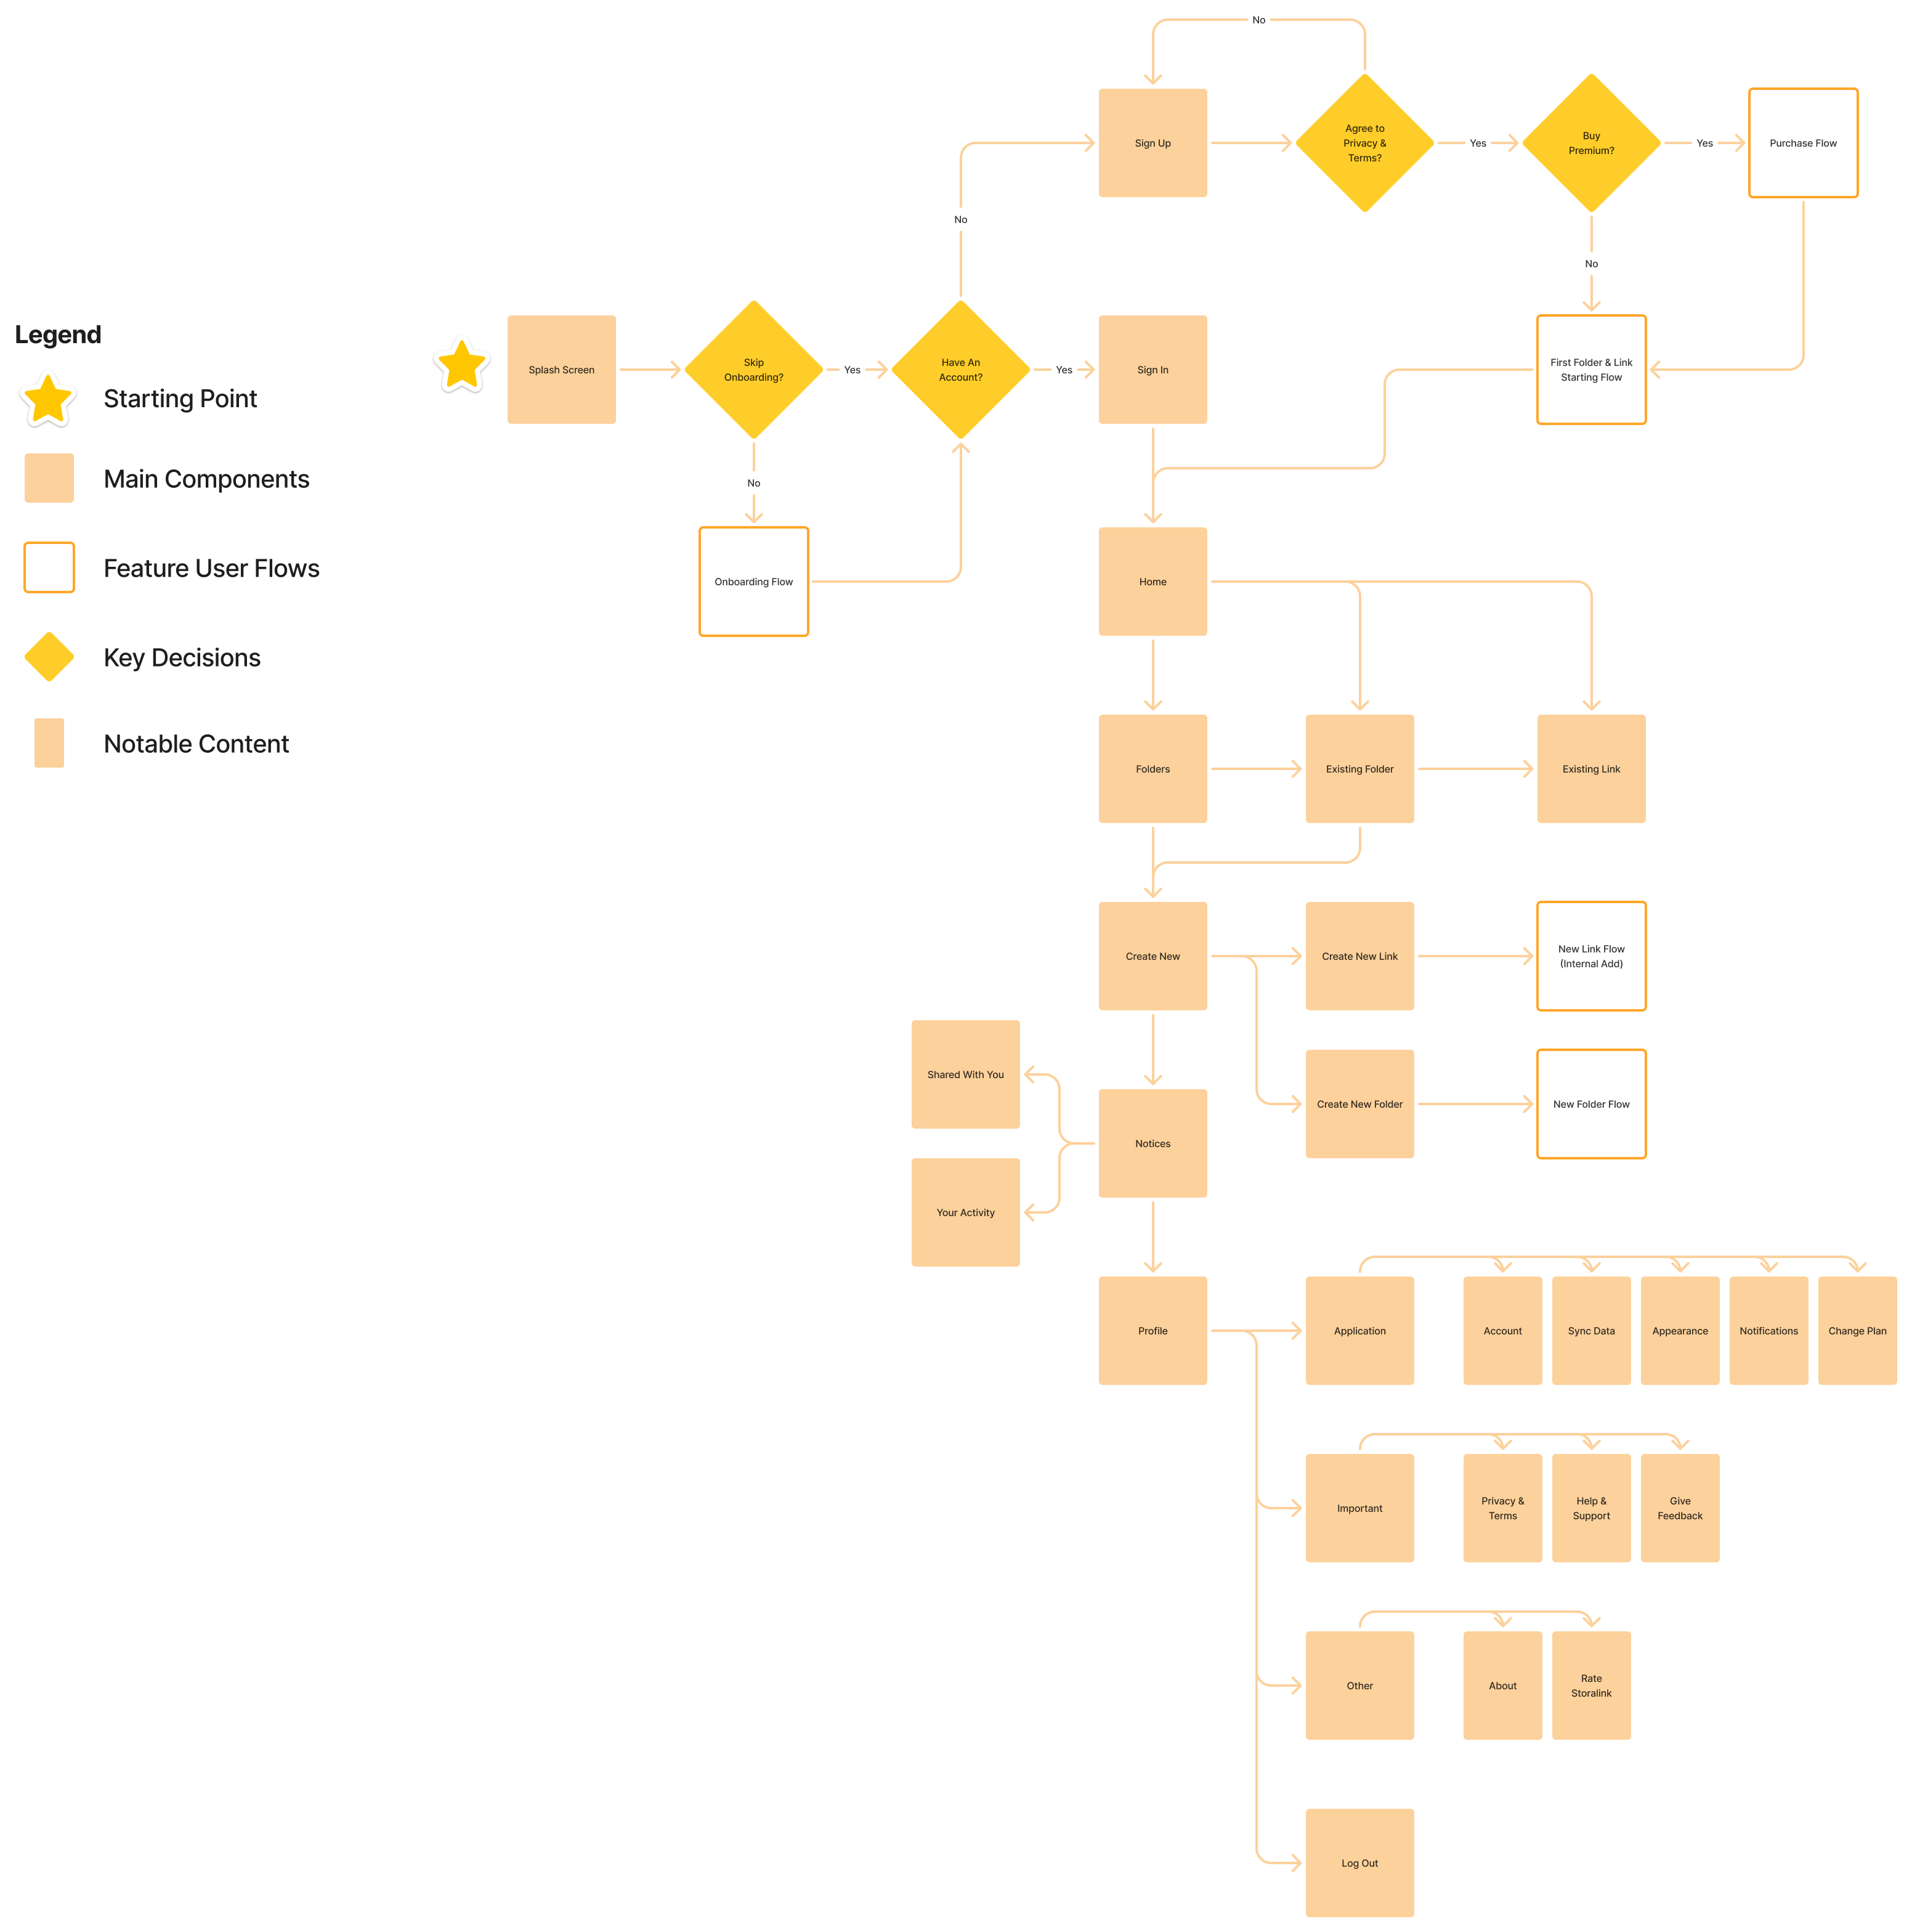 No
Sign Up
Agree to
Privacy &
Terms?
Yes
Buy
Premium?
Yes
Purchase Flow
No
No
Legend
Starting Point
Main Components
Feature User Flows
Key Decisions
Notable Content
Splash Screen
Skip
Onboarding?
Yes
Have An
Account?
Yes
Sign In
First Folder & Link
Starting Flow
No
Onboarding Flow
Home
Folders
Existing Folder
Existing Link
Create New
Create New Link
New Link Flow
(Internal Add)
Shared With You
Create New Folder
New Folder Flow
Notices
Your Activity
Profile
Application
Account
Sync Data
Appearance
Notifications
Change Plan
Important
Privacy &
Terms
Help &
Support
Give
Feedback
Other
About
Rate
Storalink
Log Out